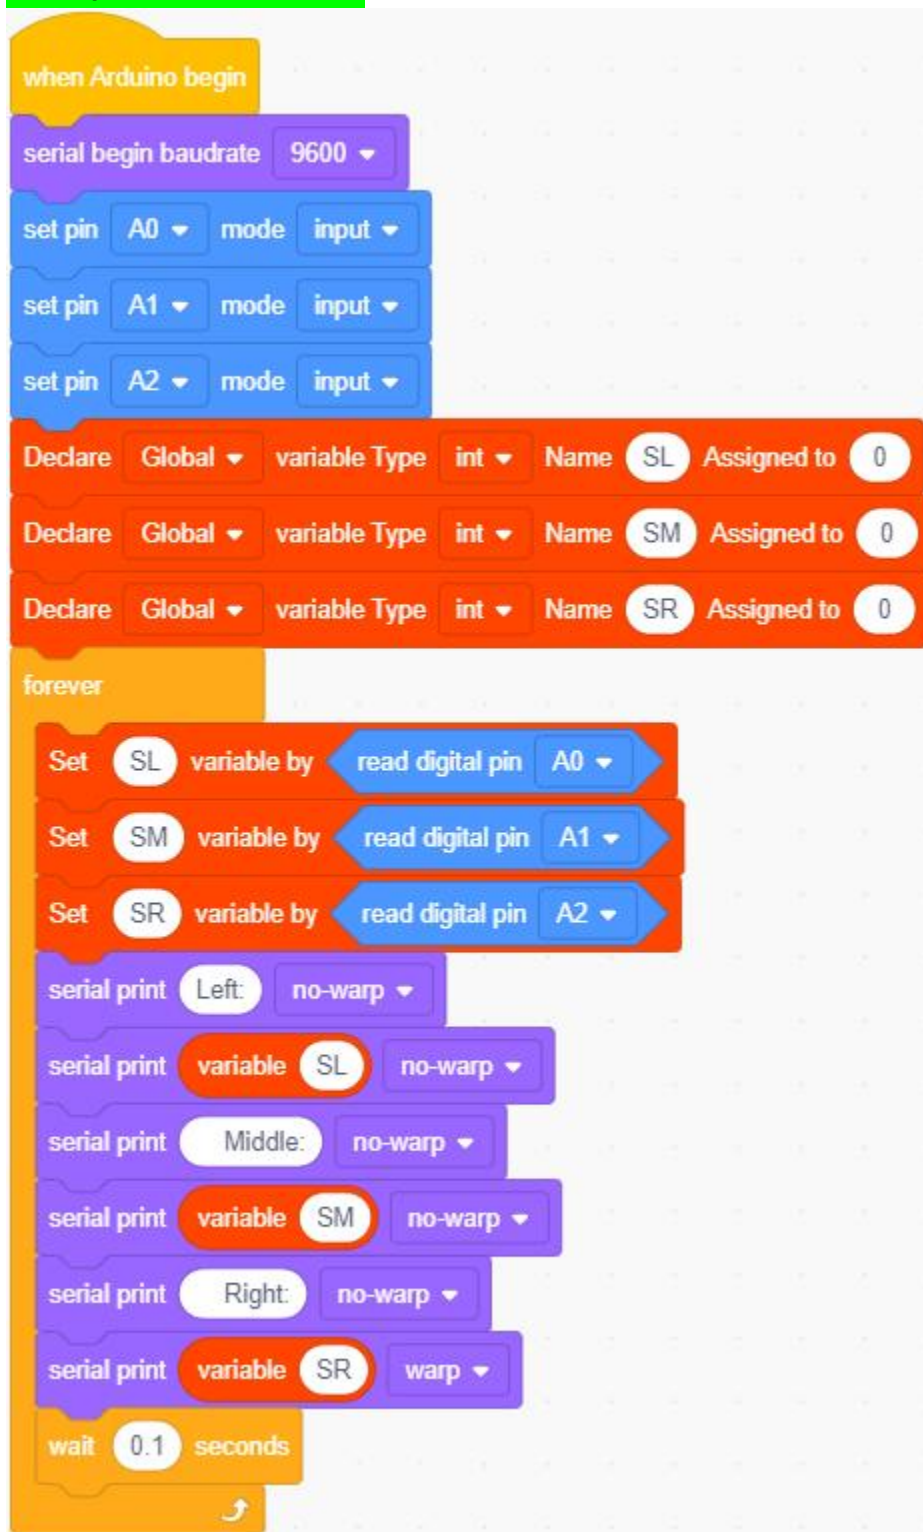 when Arduino begin
serial begin baudrate 9600
set pin A0 mode input
set pin A1 mode input
set pin A2 mode input
Declare Global variable Type int Name SL Assigned to 0
Declare Global variable Type int Name SM Assigned to 0
Declare Global variable Type int Name SR Assigned to 0
forever
Set SL variable by read digital pin A0
Set SM variable by read digital pin A1
Set SR variable by read digital pin A2
serial print Left: no-warp
serial print variable SL no-warp
serial print Middle: no-warp
serial print variable SM no-warp
serial print Right: no-warp
serial print variable SR warp
wait 0.1 seconds